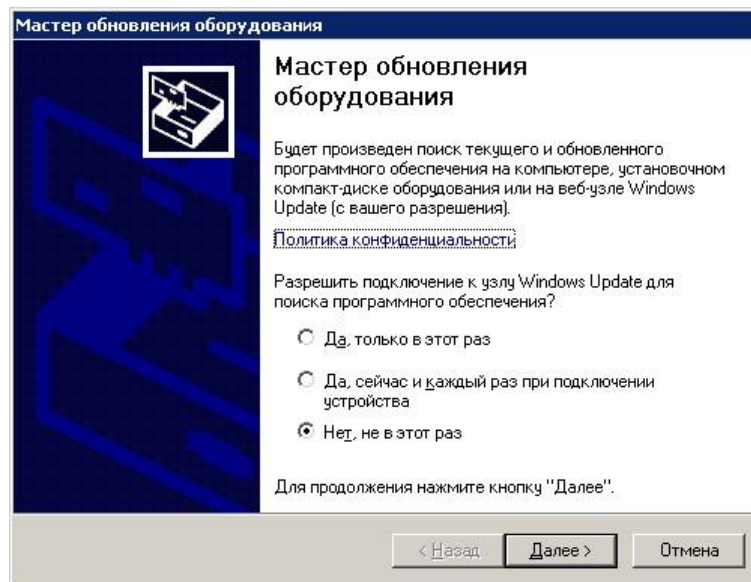 Мастер обновления оборудования
Мастер обновления
оборудования
Будет произведен поиск текущего и обновленного
программного обеспечения на компьютере, установочном
компакт-диске оборудования или на веб-узле Windows
Update (с вашего разрешения).
Политика конфиденциальности
Разрешить подключение к узлу Windows Update для
поиска программного обеспечения?
Да, только в этот раз
Да, сейчас и каждый раз при подключении
устройства
Нет, не в этот раз
Для продолжения нажмите кнопку "Далее".
< Назад
Далее >
Отмена